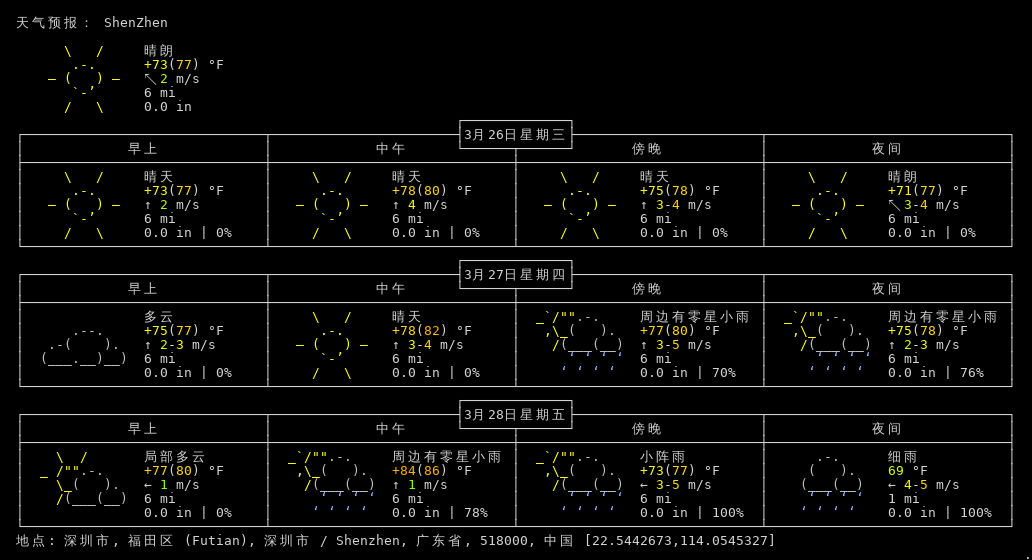 天气预报: ShenZhen
晴朗
+73(77) °F
↖ 2 m/s
6 mi
0.0 in
3月26日星期三
早上 中午 傍晚 夜间
晴天 晴天 晴天 晴朗
+73(77) °F +78(80) °F +75(78) °F +71(77) °F
↑ 2 m/s ↑ 4 m/s ↑ 3-4 m/s ↖ 3-4 m/s
6 mi 6 mi 6 mi 6 mi
0.0 in | 0% 0.0 in | 0% 0.0 in | 0% 0.0 in | 0%
3月27日星期四
早上 中午 傍晚 夜间
多云 晴天 周边有零星小雨 周边有零星小雨
+75(77) °F +78(82) °F +77(80) °F +75(78) °F
↑ 2-3 m/s ↑ 3-4 m/s ↑ 3-5 m/s ↑ 2-3 m/s
6 mi 6 mi 6 mi 6 mi
0.0 in | 0% 0.0 in | 0% 0.0 in | 70% 0.0 in | 76%
3月28日星期五
早上 中午 傍晚 夜间
局部多云 周边有零星小雨 小阵雨 细雨
+77(80) °F +84(86) °F +73(77) °F 69 °F
← 1 m/s ↑ 1 m/s ← 3-5 m/s ← 4-5 m/s
6 mi 6 mi 6 mi 1 mi
0.0 in | 0% 0.0 in | 78% 0.0 in | 100% 0.0 in | 100%
地点: 深圳市, 福田区 (Futian), 深圳市 / Shenzhen, 广东省, 518000, 中国 [22.5442673,114.0545327]